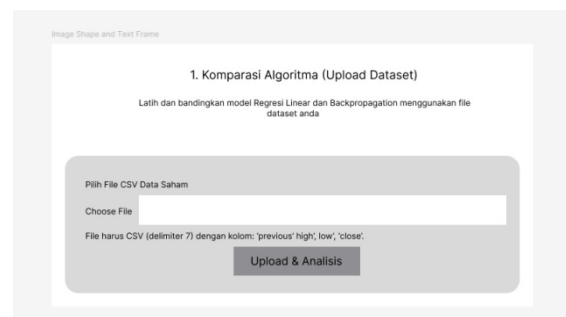 Image Shape and Text Frame
1. Komparasi Algoritma (Upload Dataset)
Latih dan bandingkan model Regresi Linear dan Backpropagation menggunakan file
dataset anda
Pilih File CSV Data Saham
Choose File
File harus CSV (delimiter 7) dengan kolom: 'previous' high', low', 'close'.
Upload & Analisis